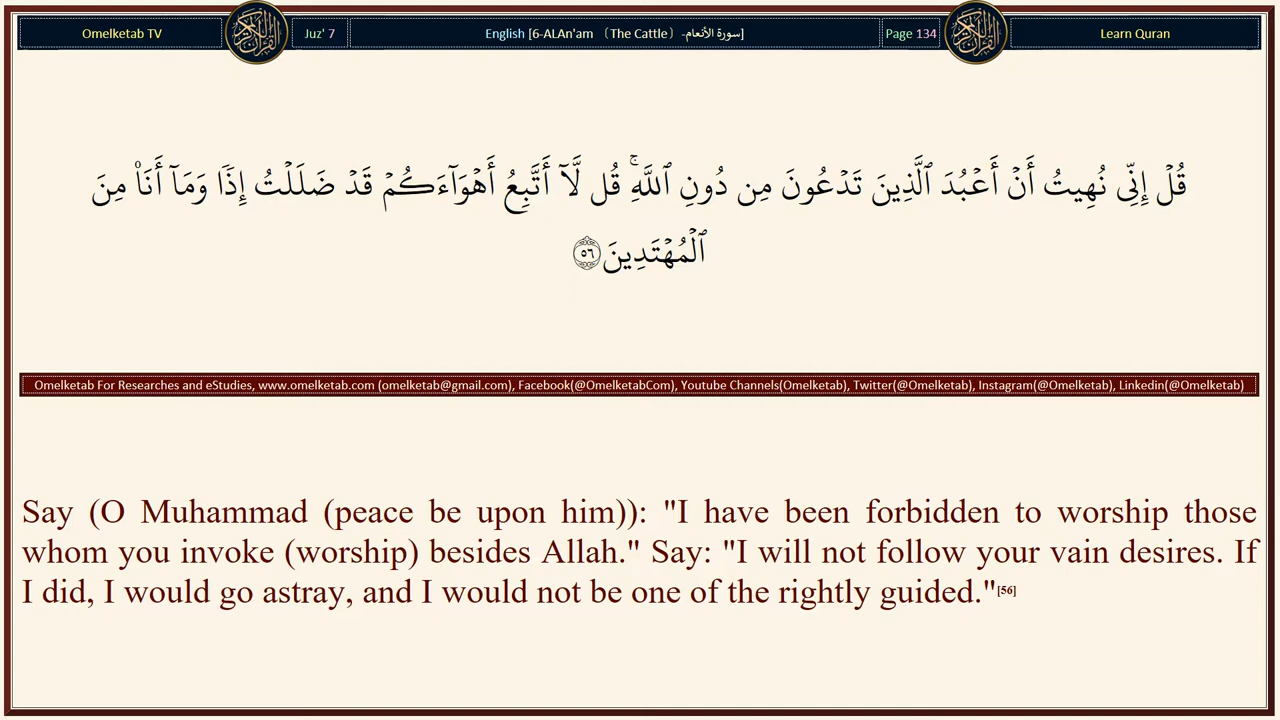 Omelketab TV
Juz' 7
English [6-ALAn'am (The Cattle) -سورة الأنعام]
Page 134
Learn Quran
قُلۡ إِنِّي نُهِيتُ أَنۡ أَعۡبُدَ ٱلَّذِينَ تَدۡعُونَ مِن دُونِ ٱللَّهِۚ قُل لَّآ أَتَّبِعُ أَهۡوَآءَكُمۡ قَدۡ ضَلَلۡتُ إِذٗا وَمَآ أَنَا۠ مِنَ
ٱلۡمُهۡتَدِينَ ٥٦
Omelketab For Researches and eStudies, www.omelketab.com (omelketab@gmail.com), Facebook(@OmelketabCom), Youtube Channels(Omelketab), Twitter(@Omelketab), Instagram(@Omelketab), Linkedin(@Omelketab)
Say (O Muhammad (peace be upon him)): "I have been forbidden to worship those
whom you invoke (worship) besides Allah." Say: "I will not follow your vain desires. If
I did, I would go astray, and I would not be one of the rightly guided."[56]